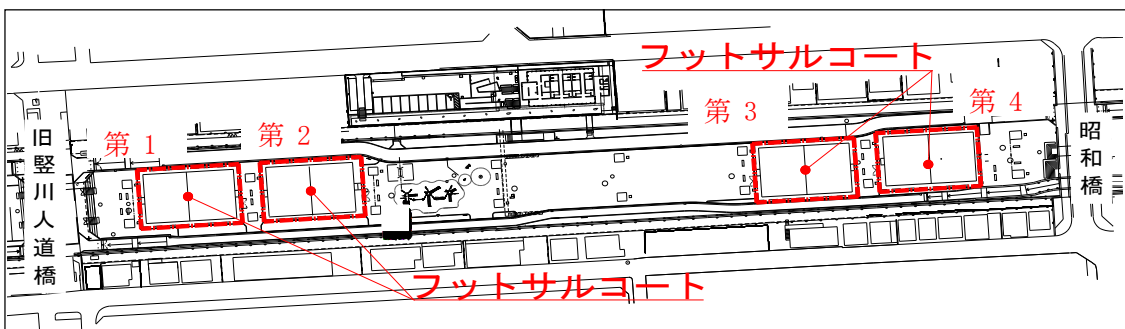 フットサルコート
第1
第2
第3
第4
旧竪川人道橋
昭和橋
フットサルコート